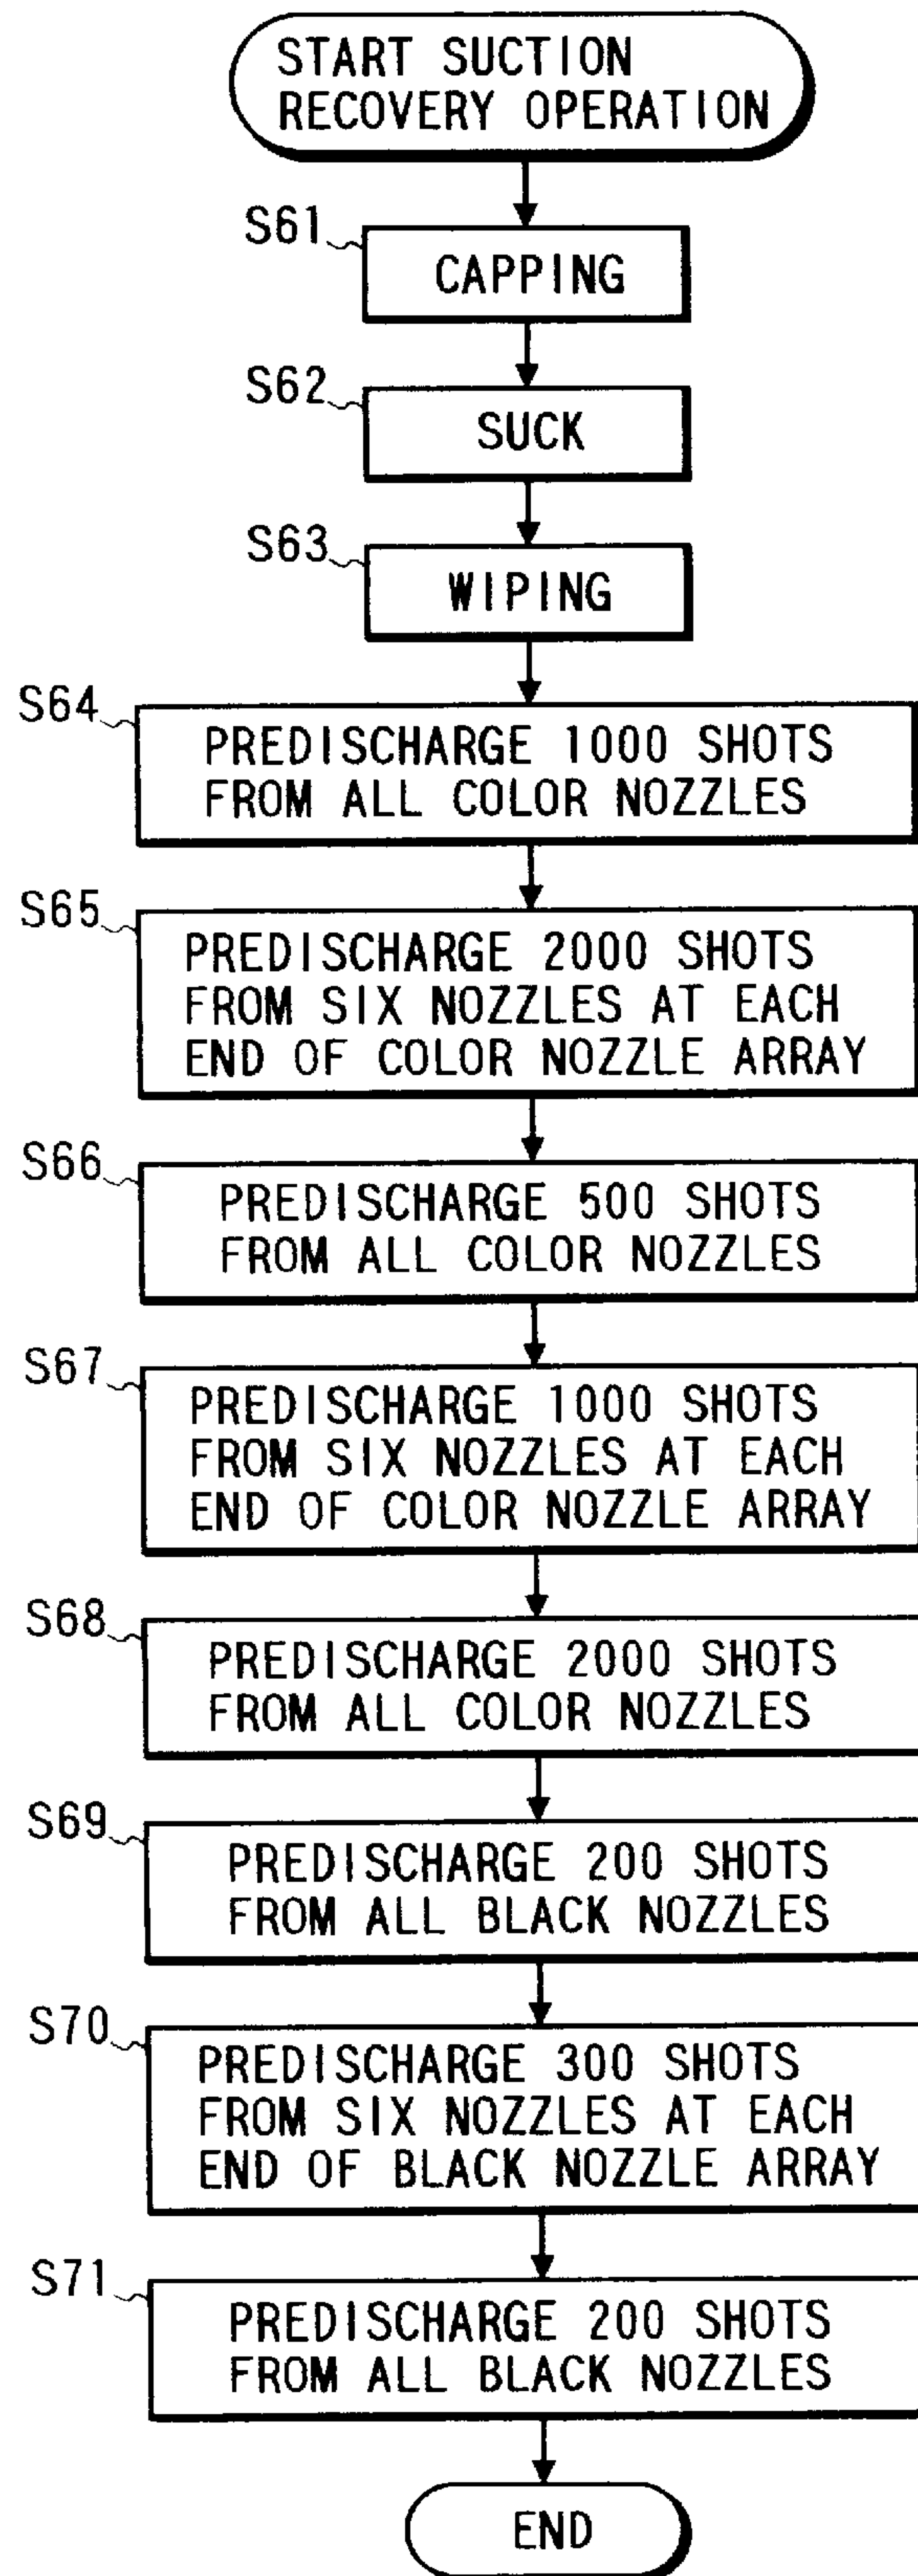 START SUCTION
RECOVERY OPERATION
S61
CAPPING
S62
SUCK
S63
WIPING
S64
PREDISCHARGE 1000 SHOTS
FROM ALL COLOR NOZZLES
S65
PREDISCHARGE 2000 SHOTS
FROM SIX NOZZLES AT EACH
END OF COLOR NOZZLE ARRAY
S66
PREDISCHARGE 500 SHOTS
FROM ALL COLOR NOZZLES
S67
PREDISCHARGE 1000 SHOTS
FROM SIX NOZZLES AT EACH
END OF COLOR NOZZLE ARRAY
S68
PREDISCHARGE 2000 SHOTS
FROM ALL COLOR NOZZLES
S69
PREDISCHARGE 200 SHOTS
FROM ALL BLACK NOZZLES
S70
PREDISCHARGE 300 SHOTS
FROM SIX NOZZLES AT EACH
END OF BLACK NOZZLE ARRAY
S71
PREDISCHARGE 200 SHOTS
FROM ALL BLACK NOZZLES
END